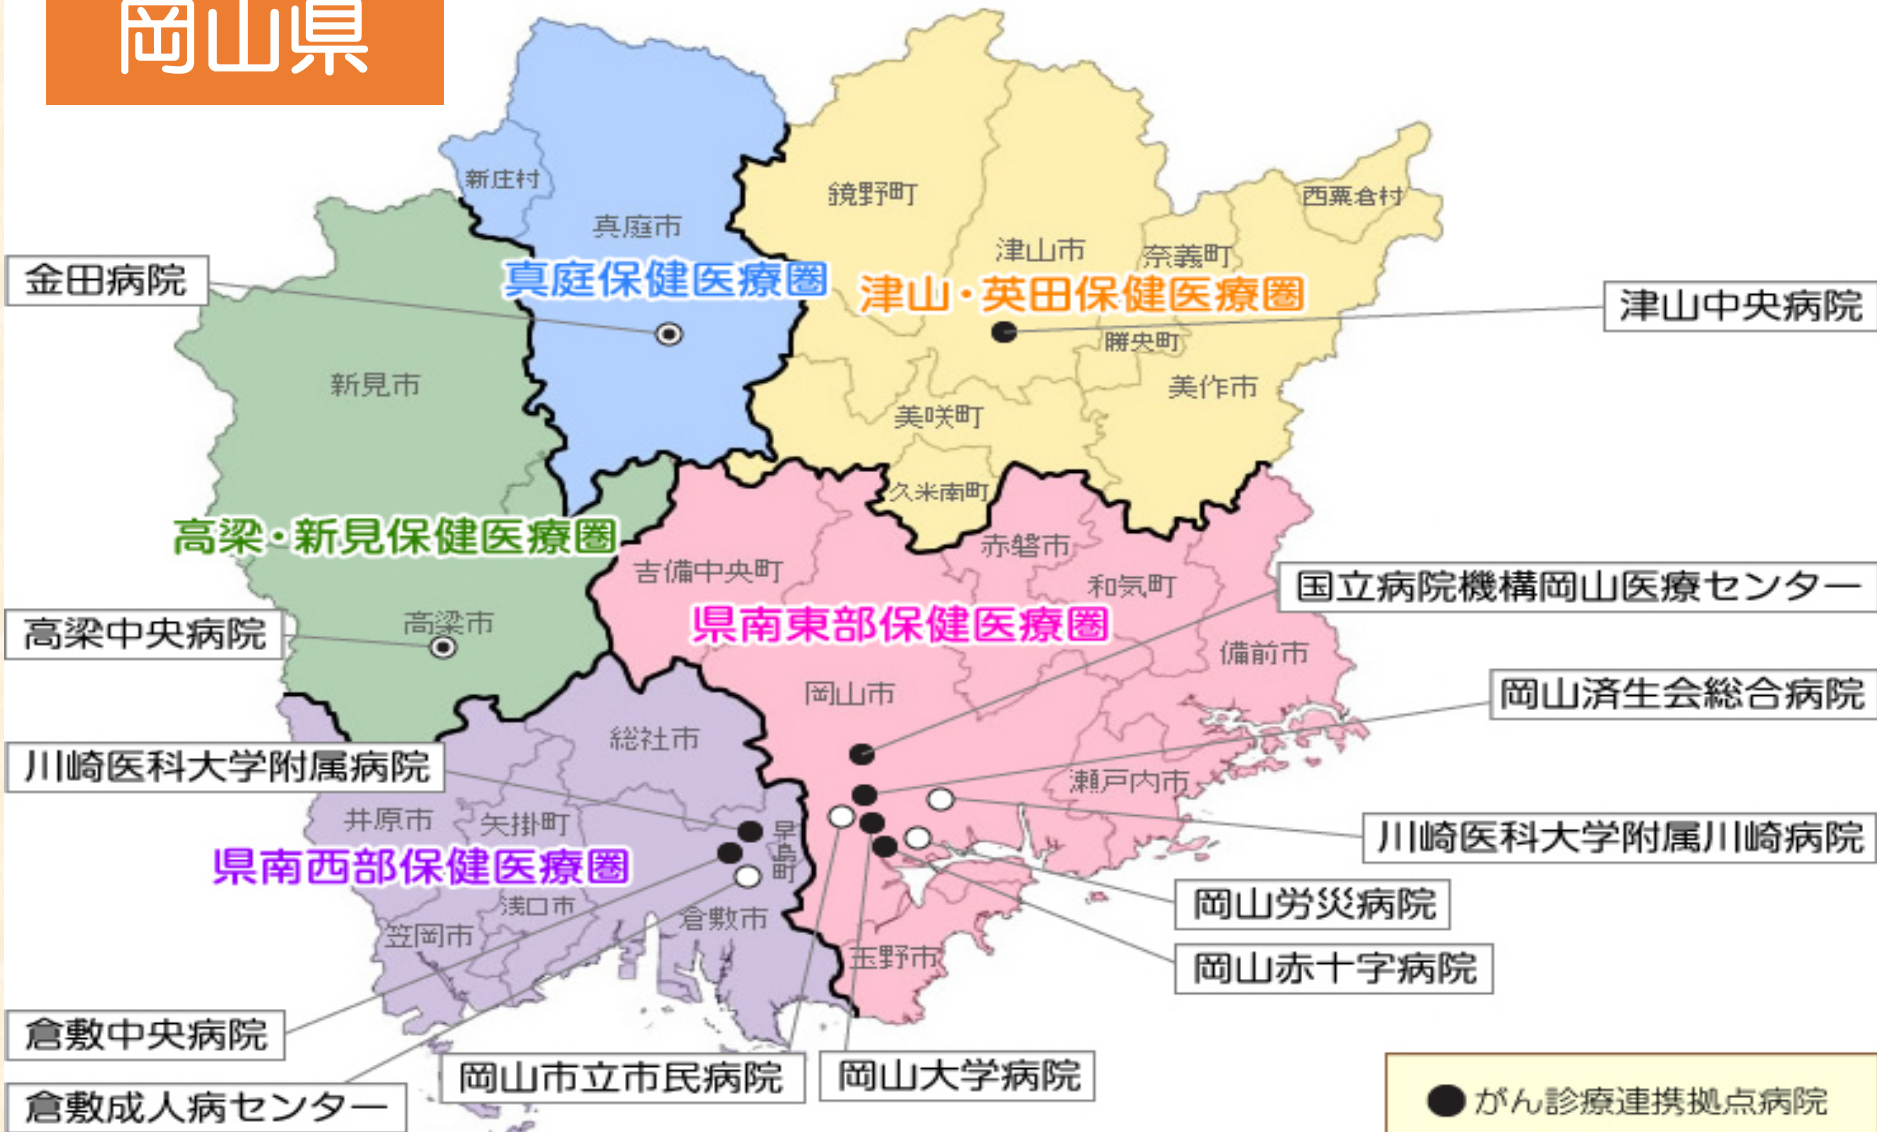 岡山県
新庄村
真庭市
鏡野町
津山市
奈義町
西粟倉村
金田病院
真庭保健医療圏
津山・英田保健医療圏
津山中央病院
勝央町
新見市
美作市
美咲町
久米南町
高梁・新見保健医療圏
赤磐市
吉備中央町
和気町
国立病院機構岡山医療センター
県南東部保健医療圏
高梁中央病院
高梁市
備前市
岡山市
岡山済生会総合病院
総社市
川崎医科大学附属病院
瀬戸内市
井原市
矢掛町
早島町
川崎医科大学附属川崎病院
県南西部保健医療圏
浅口市
倉敷市
岡山労災病院
笠岡市
玉野市
岡山赤十字病院
倉敷中央病院
岡山市立市民病院
岡山大学病院
倉敷成人病センター
●がん診療連携拠点病院